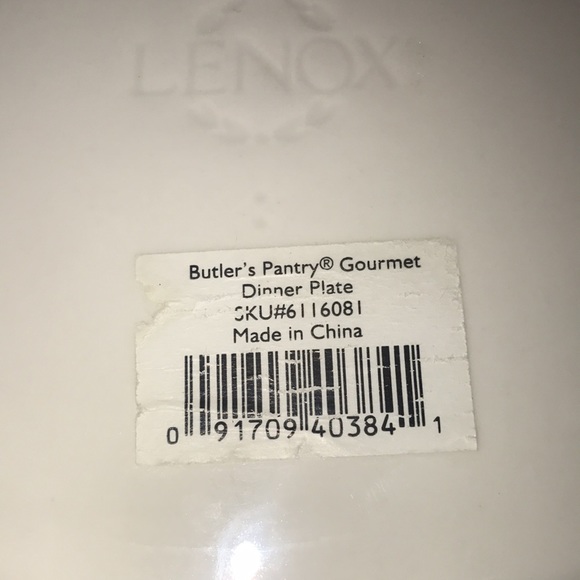 LENOX
Butler's Pantry® Gourmet
Dinner Plate
SKU#6116081
Made in China
0 91709 40384 1